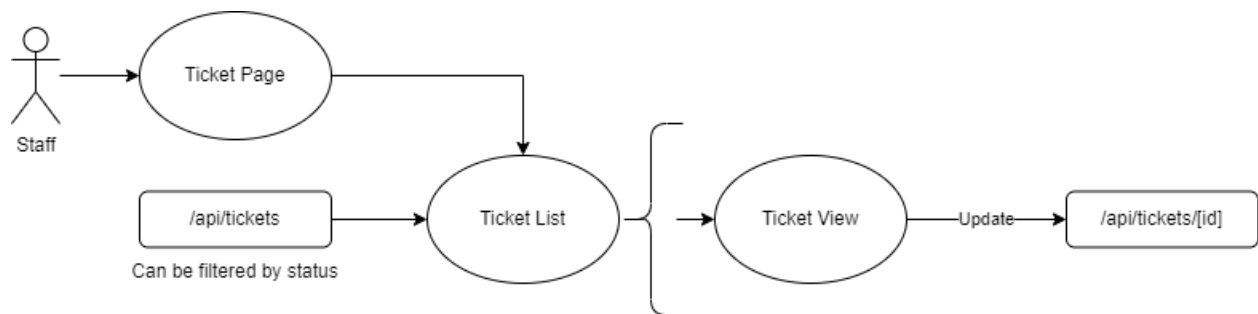 Ticket Page
Staff
/api/tickets
Ticket List
Ticket View
Update
/api/tickets/[id]
Can be filtered by status